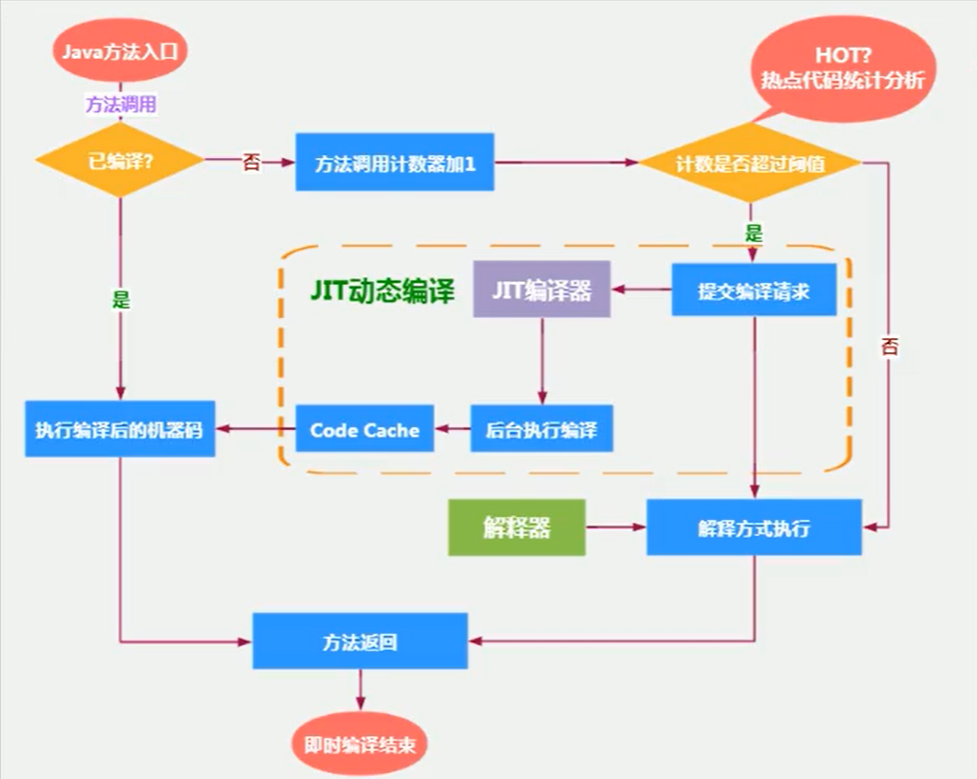 Java方法入口
HOT?
热点代码统计分析
方法调用
已编译?
否
方法调用计数器加1
计数是否超过阈值
是
JIT动态编译
JIT编译器
提交编译请求
是
否
执行编译后的机器码
Code Cache
后台执行编译
解释器
解释方式执行
方法返回
即时编译结束